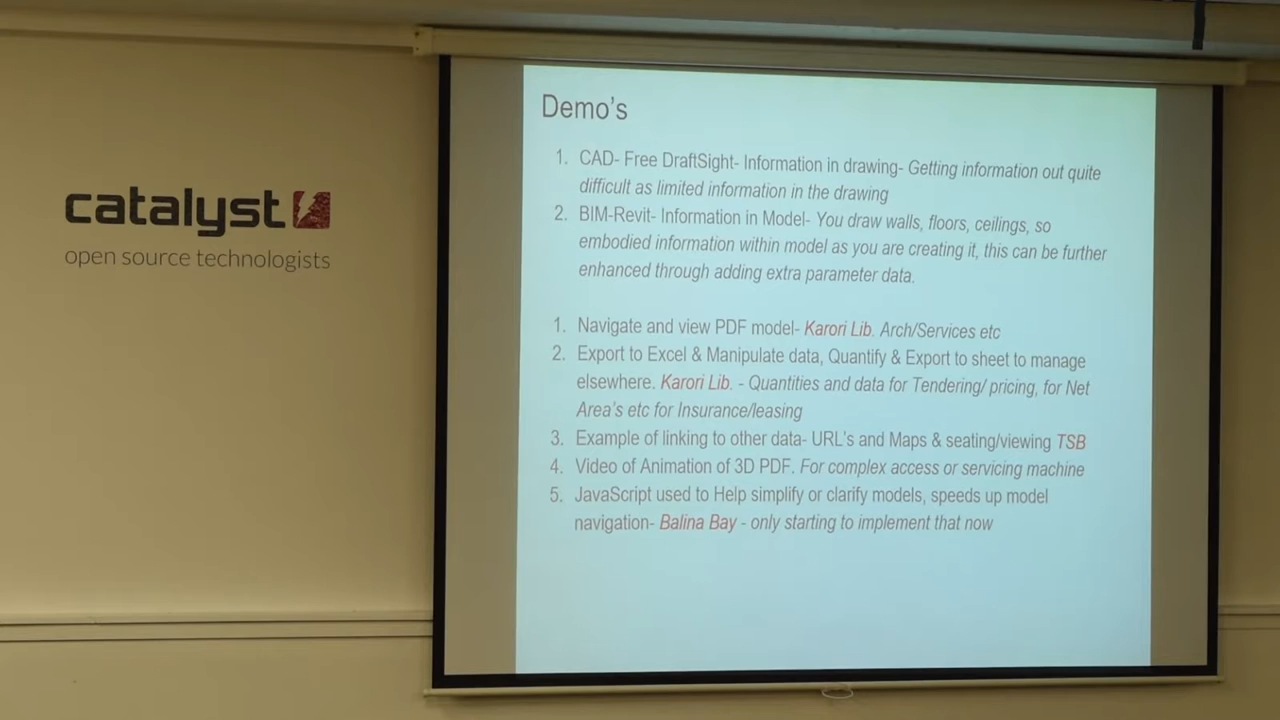 catalyst
open source technologists
Demo's
1. CAD- Free DraftSight- Information in drawing- Getting information out quite
difficult as limited information in the drawing
2. BIM-Revit- Information in Model- You draw walls, floors, ceilings, so
embodied information within model as you are creating it, this can be further
enhanced through adding extra parameter data.
1. Navigate and view PDF model- Karori Lib. Arch/Services etc
2. Export to Excel & Manipulate data, Quantify & Export to sheet to manage
elsewhere. Karori Lib. - Quantities and data for Tendering/ pricing, for Net
Area's etc for Insurance/leasing
3. Example of linking to other data- URL's and Maps & seating/viewing TSB
4. Video of Animation of 3D PDF. For complex access or servicing machine
5. JavaScript used to Help simplify or clarify models, speeds up model
navigation- Balina Bay - only starting to implement that now